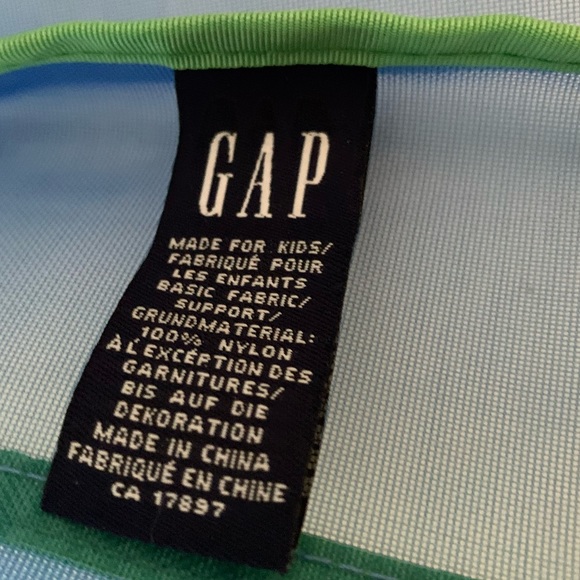 GAP
MADE FOR KIDS/
FABRIQUÉ POUR
LES ENFANTS
BASIC FABRIC/
SUPPORT/
GRUNDMATERIAL:
100% NYLON
À L'EXCÉPTION DES
GARNITURES/
BIS AUF DIE
DEKORATION
MADE IN CHINA
FABRIQUÉ EN CHINE
CA 17897